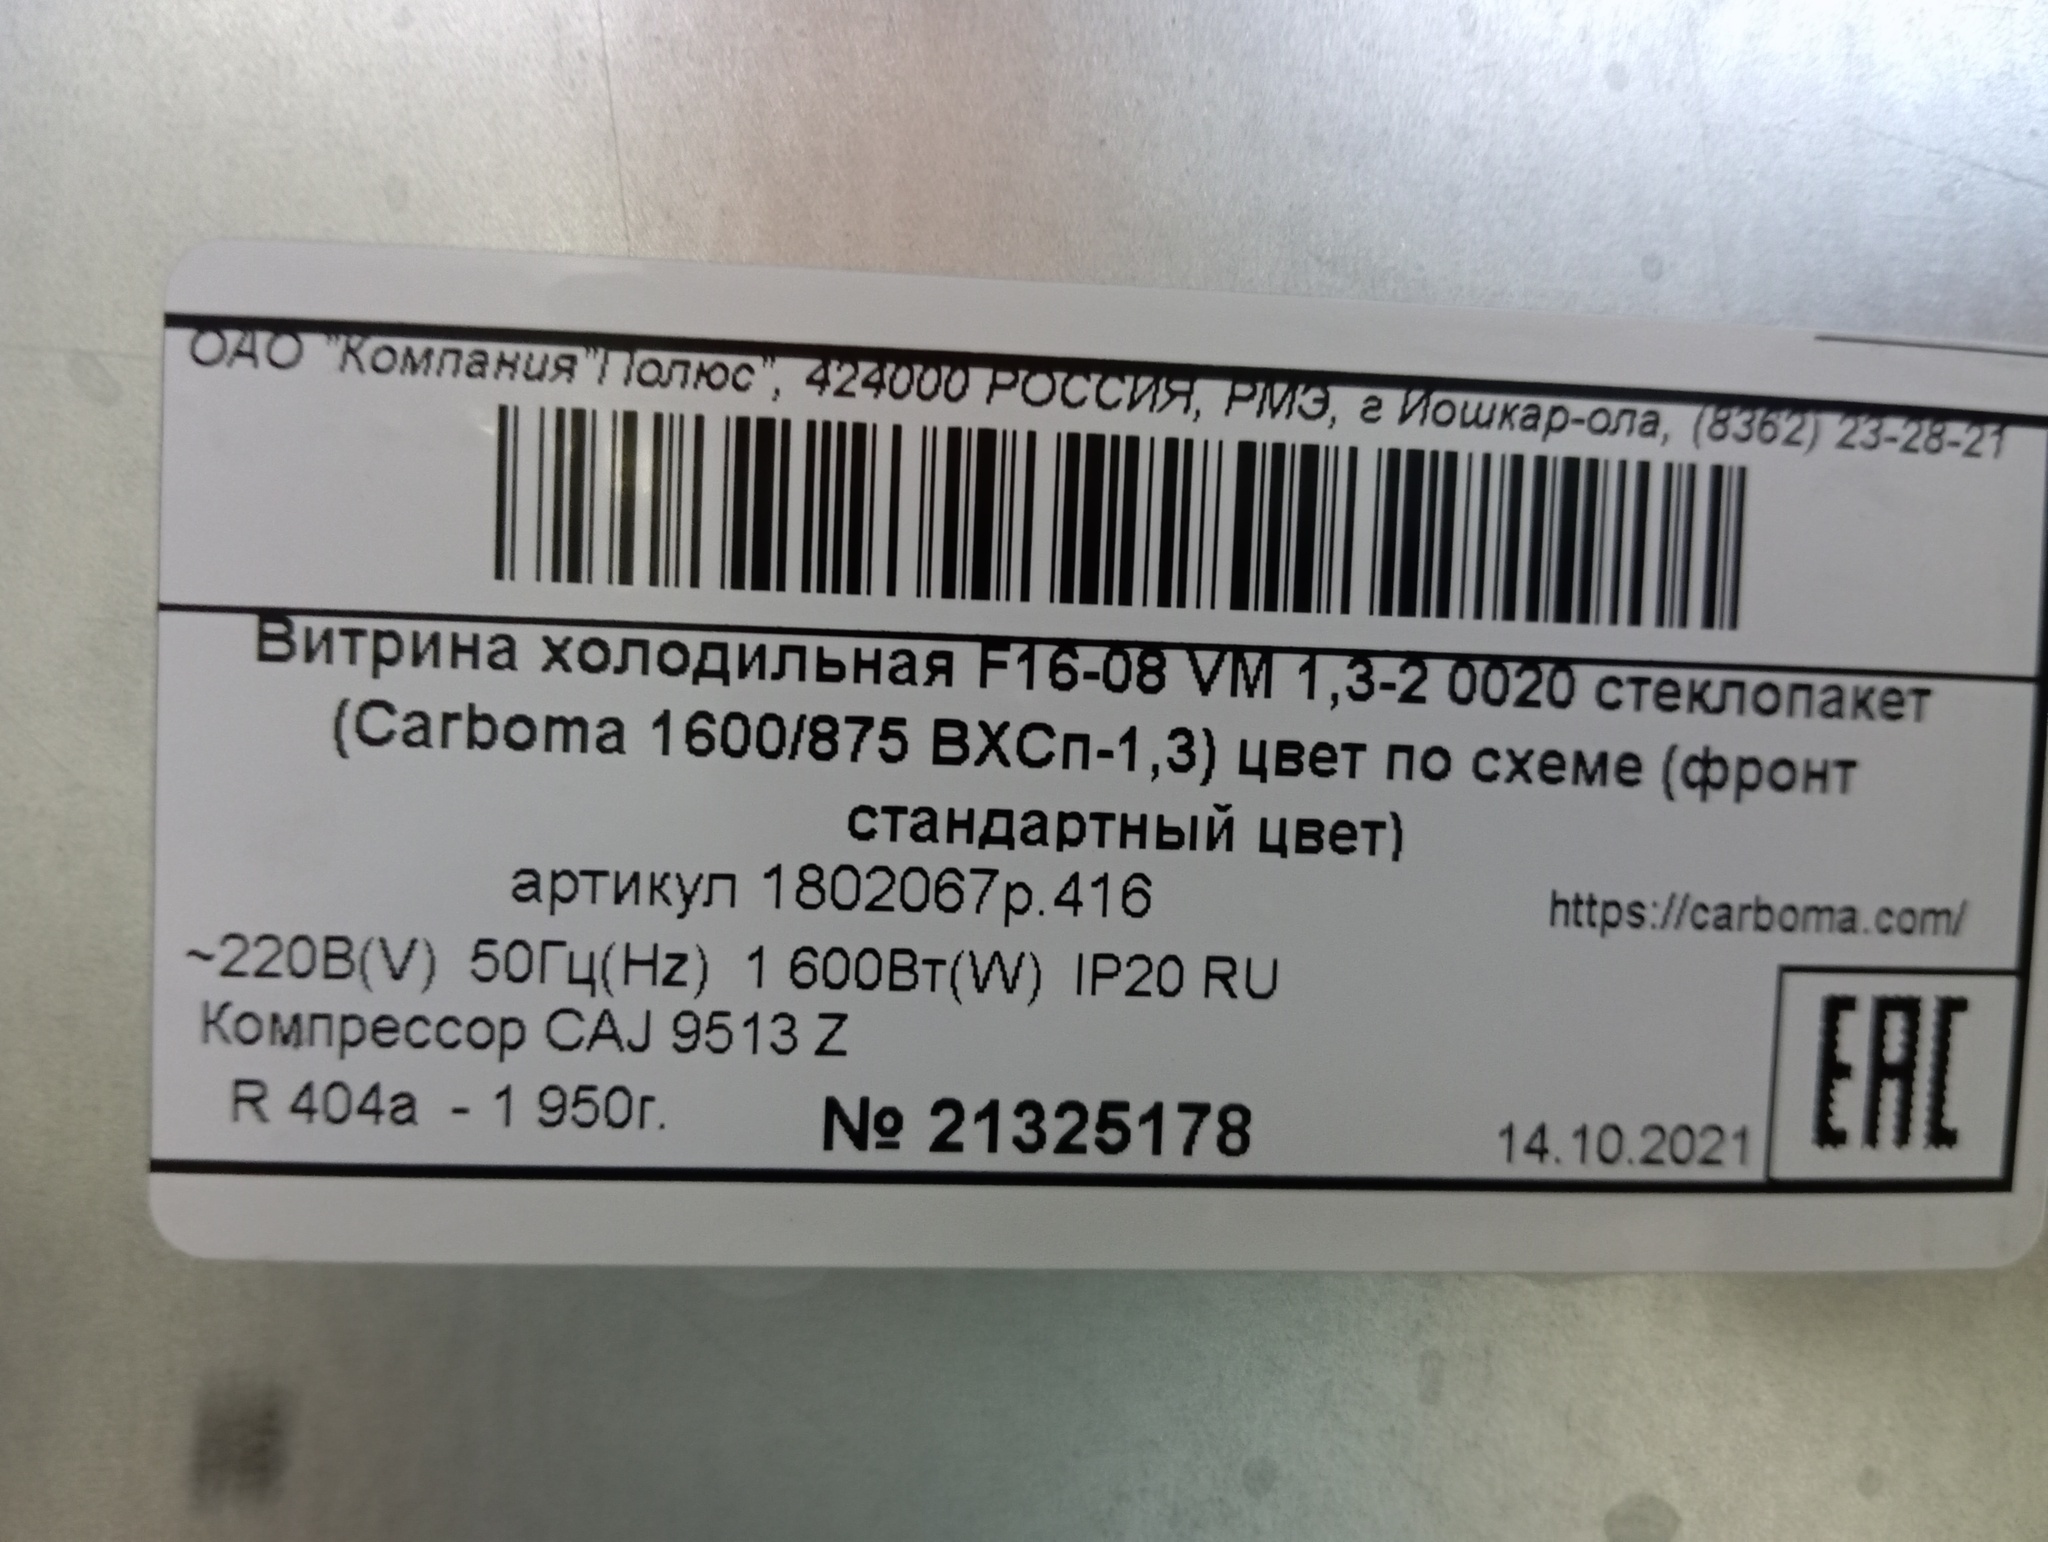 ОАО "Компания"Полюс", 424000 РОССИЯ, РМЭ, г Йошкар-ола, (8362) 23-28-21
Витрина холодильная F16-08 VM 1,3-2 0020 стеклопакет
(Carboma 1600/875 ВХСп-1,3) цвет по схеме (фронт
стандартный цвет)
артикул 1802067р.416
https://carboma.com/
~220В(V) 50Гц(Hz) 1 600Вт(W) IP20 RU
Компрессор CAJ 9513 Z
R 404a - 1 950г.
№ 21325178
14.10.2021
EAC